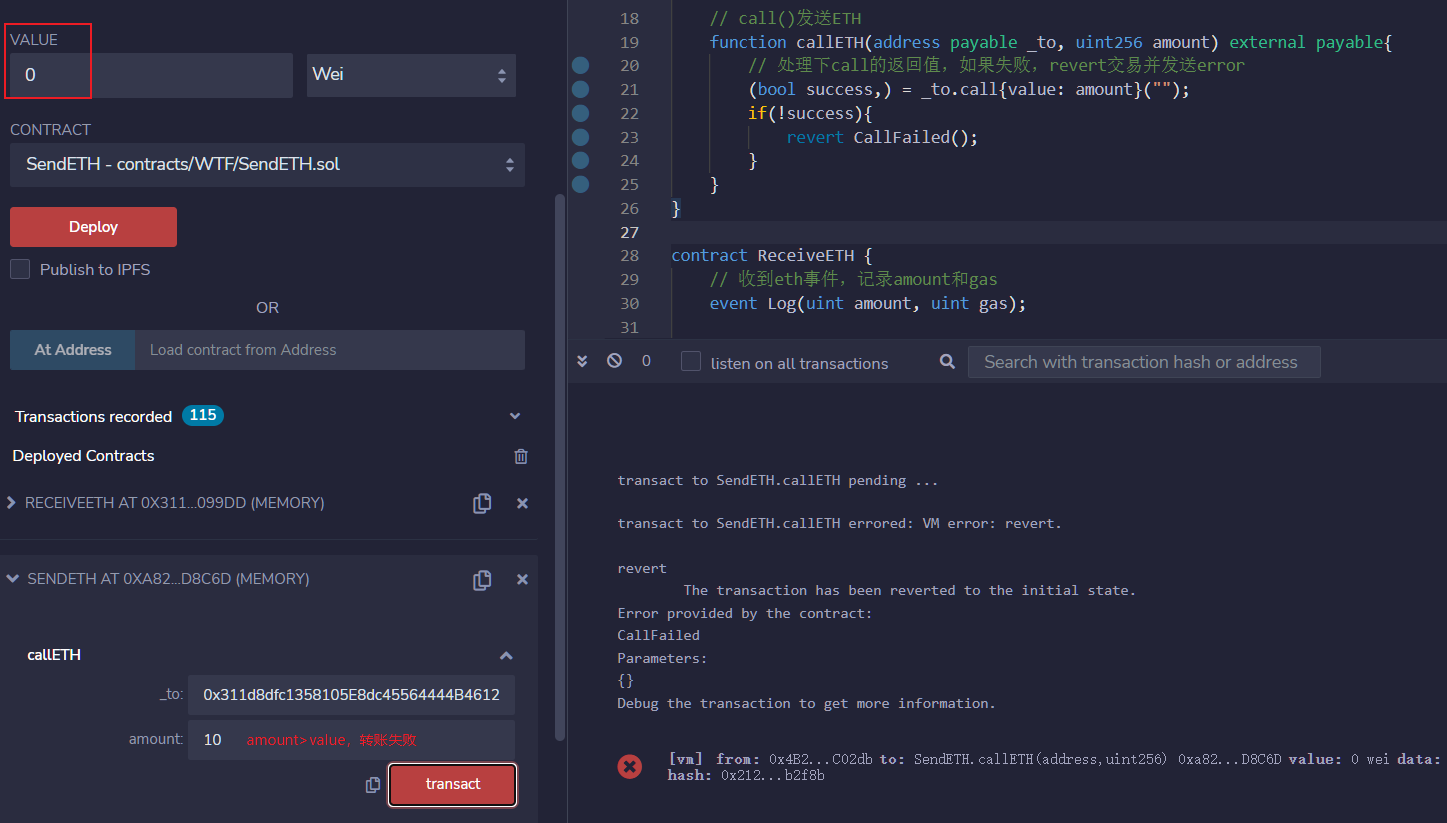 VALUE
0
Wei
CONTRACT
SendETH - contracts/WTF/SendETH.sol
Deploy
Publish to IPFS
OR
At Address
Load contract from Address
Transactions recorded 115
Deployed Contracts
RECEIVEETH AT 0X311...099DD (MEMORY)
SENDETH AT 0XA82...D8C6D (MEMORY)
callETH
_to: 0x311d8dfc1358105E8dc45564444B4612
amount: 10 amount>value，转账失败
transact
18 // call()发送ETH
19 function callETH(address payable _to, uint256 amount) external payable{
20 // 处理下call的返回值，如果失败，revert交易并发送error
21 (bool success,) = _to.call{value: amount}("");
22 if(!success){
23 revert CallFailed();
24 }
25 }
26 }
27
28 contract ReceiveETH {
29 // 收到eth事件，记录amount和gas
30 event Log(uint amount, uint gas);
31
0 listen on all transactions Search with transaction hash or address
transact to SendETH.callETH pending ...
transact to SendETH.callETH errored: VM error: revert.
revert
The transaction has been reverted to the initial state.
Error provided by the contract:
CallFailed
Parameters:
{}
Debug the transaction to get more information.
[vm] from: 0x4B2...C02db to: SendETH.callETH(address,uint256) 0xa82...D8C6D value: 0 wei data:
hash: 0x212...b2f8b